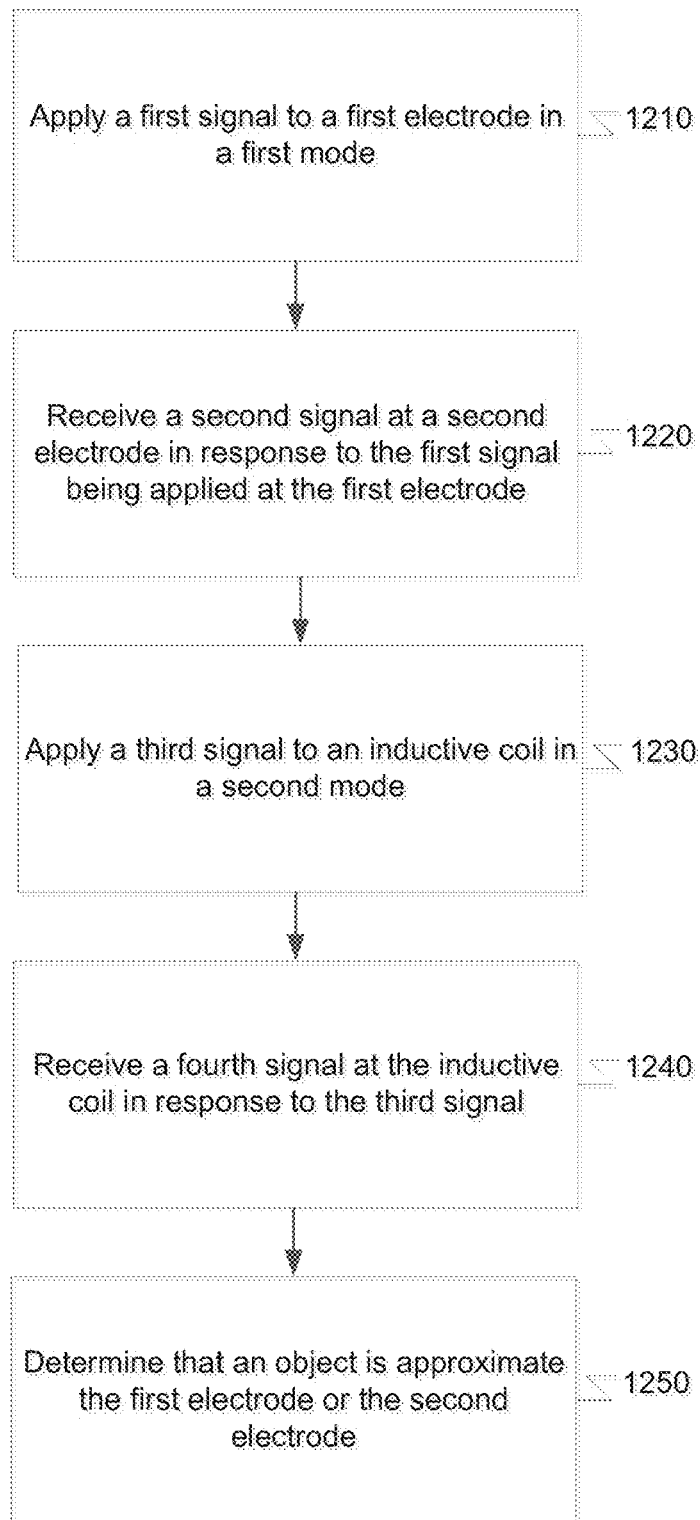 Apply a first signal to a first electrode in
a first mode
1210
Receive a second signal at a second
electrode in response to the first signal
being applied at the first electrode
1220
Apply a third signal to an inductive coil in
a second mode
1230
Receive a fourth signal at the inductive
coil in response to the third signal
1240
Determine that an object is approximate
the first electrode or the second
electrode
1250